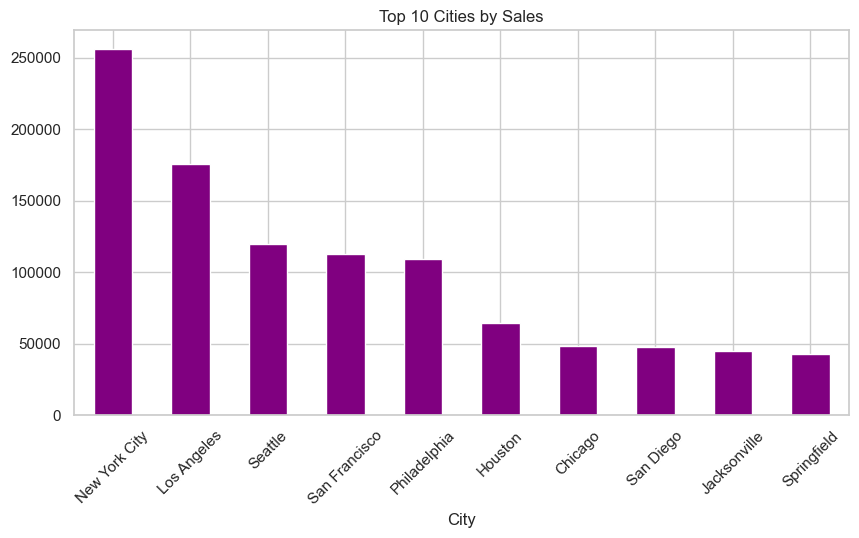 Top 10 Cities by Sales
250000
200000
150000
100000
50000
0
New York City
Los Angeles
Seattle
San Francisco
Philadelphia
Houston
Chicago
San Diego
Jacksonville
Springfield
City